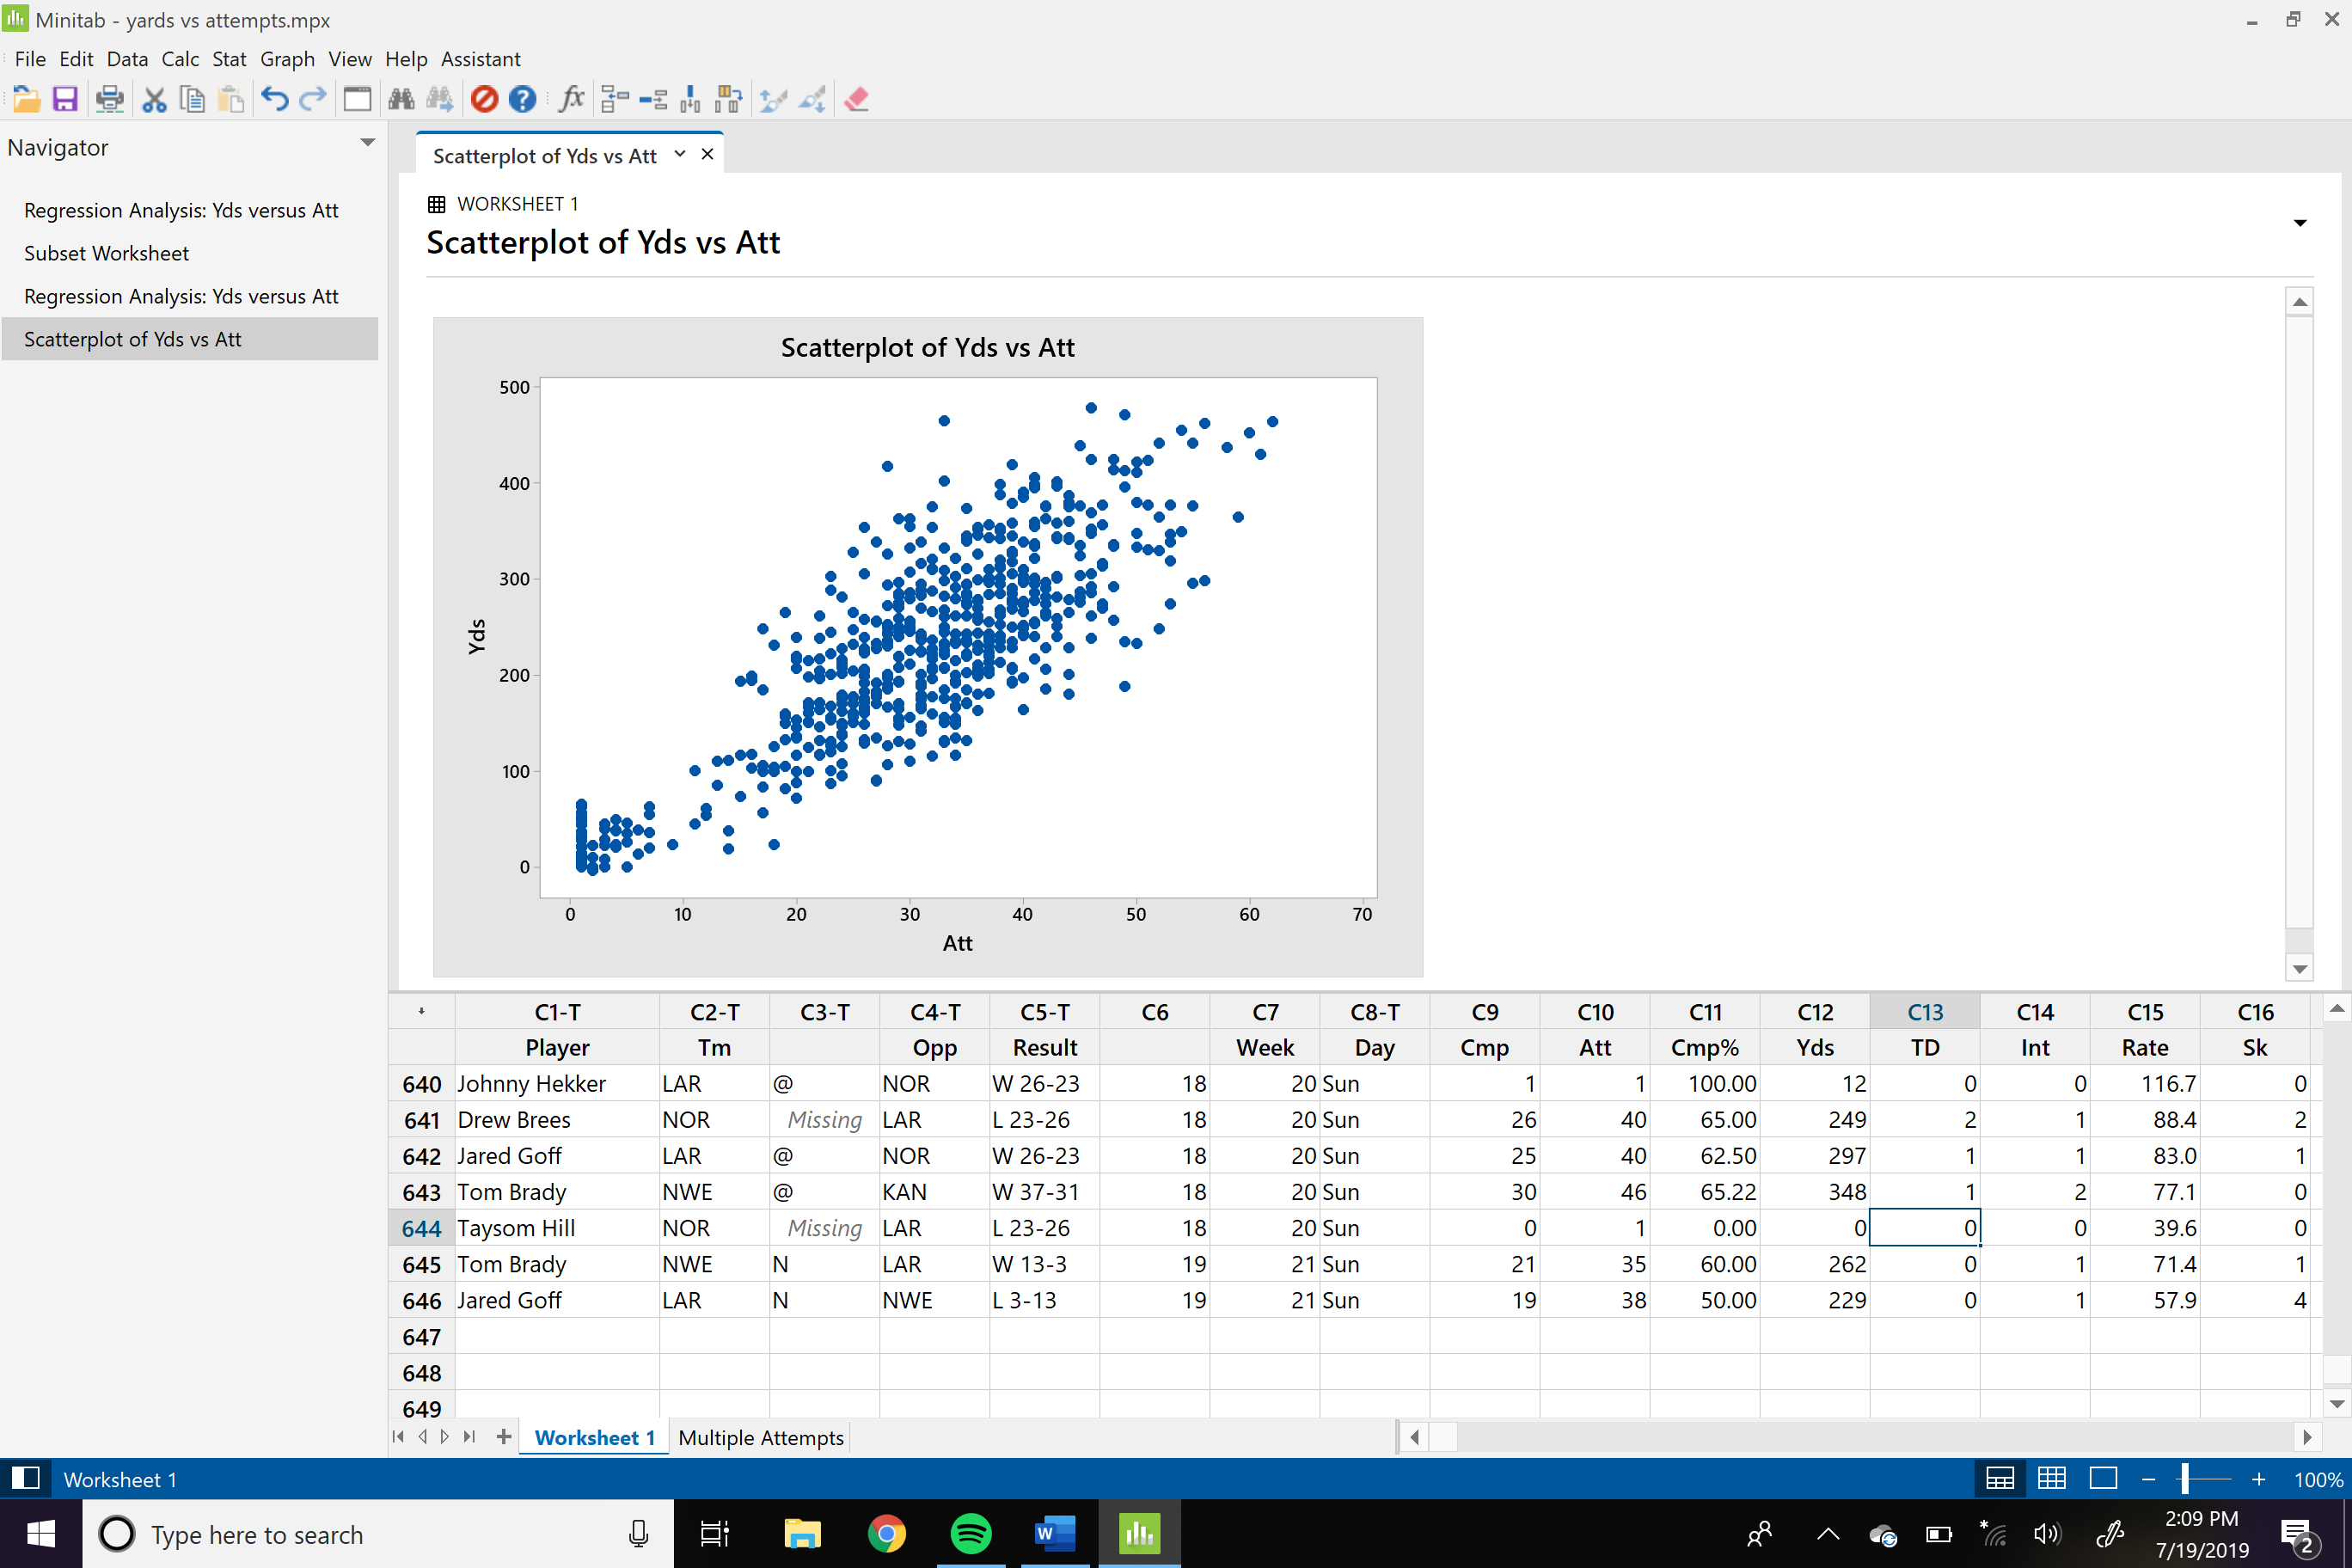 Minitab - yards vs attempts.mpx
File Edit Data Calc Stat Graph View Help Assistant
Navigator
Regression Analysis: Yds versus Att
Subset Worksheet
Regression Analysis: Yds versus Att
Scatterplot of Yds vs Att
Scatterplot of Yds vs Att
WORKSHEET 1
Scatterplot of Yds vs Att
Scatterplot of Yds vs Att
500
400
300
200
100
0
Yds
0 10 20 30 40 50 60 70
Att
C1-T C2-T C3-T C4-T C5-T C6 C7 C8-T C9 C10 C11 C12 C13 C14 C15 C16
Player Tm Opp Result Week Day Cmp Att Cmp% Yds TD Int Rate Sk
640 Johnny Hekker LAR @ NOR W 26-23 18 20 Sun 1 1 100.00 12 0 0 116.7 0
641 Drew Brees NOR Missing LAR L 23-26 18 20 Sun 26 40 65.00 249 2 1 88.4 2
642 Jared Goff LAR @ NOR W 26-23 18 20 Sun 25 40 62.50 297 1 1 83.0 1
643 Tom Brady NWE @ KAN W 37-31 18 20 Sun 30 46 65.22 348 1 2 77.1 0
644 Taysom Hill NOR Missing LAR L 23-26 18 20 Sun 0 1 0.00 0 0 0 39.6 0
645 Tom Brady NWE N LAR W 13-3 19 21 Sun 21 35 60.00 262 0 1 71.4 1
646 Jared Goff LAR N NWE L 3-13 19 21 Sun 19 38 50.00 229 0 1 57.9 4
647
648
649
Worksheet 1 Multiple Attempts
Worksheet 1 100%
Type here to search
2:09 PM
7/19/2019
2